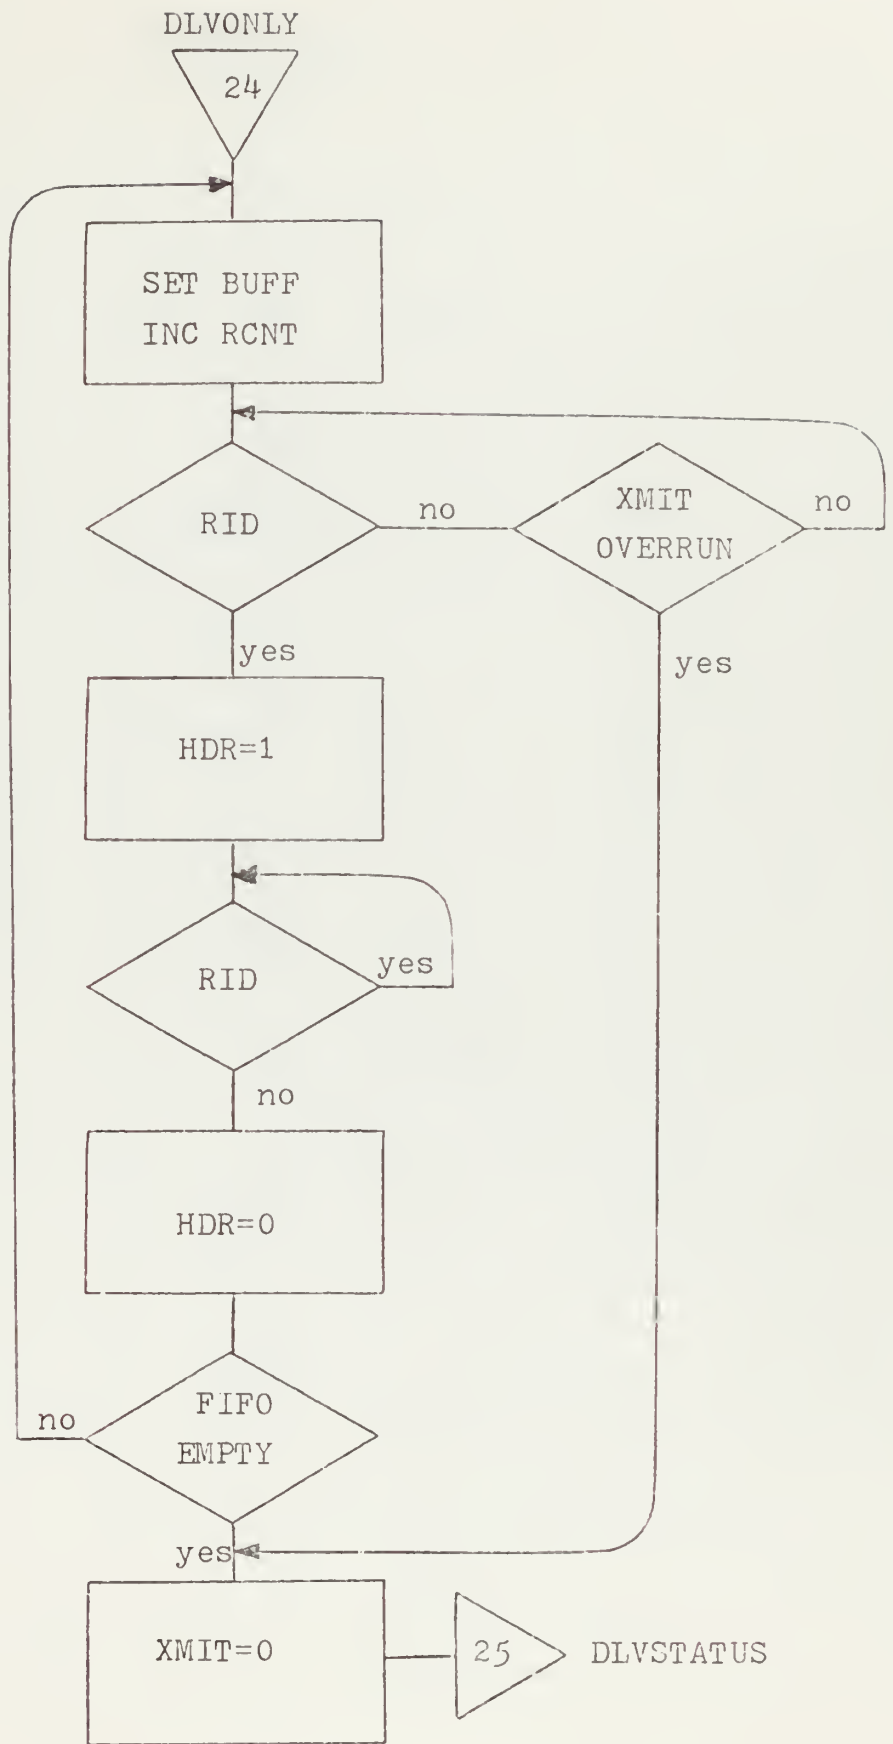 DLVONLY
24
SET BUFF
INC RCNT
RID
no
XMIT
OVERRUN
no
yes
yes
HDR=1
RID
yes
no
HDR=0
FIFO
EMPTY
no
yes
XMIT=0
25
DLVSTATUS